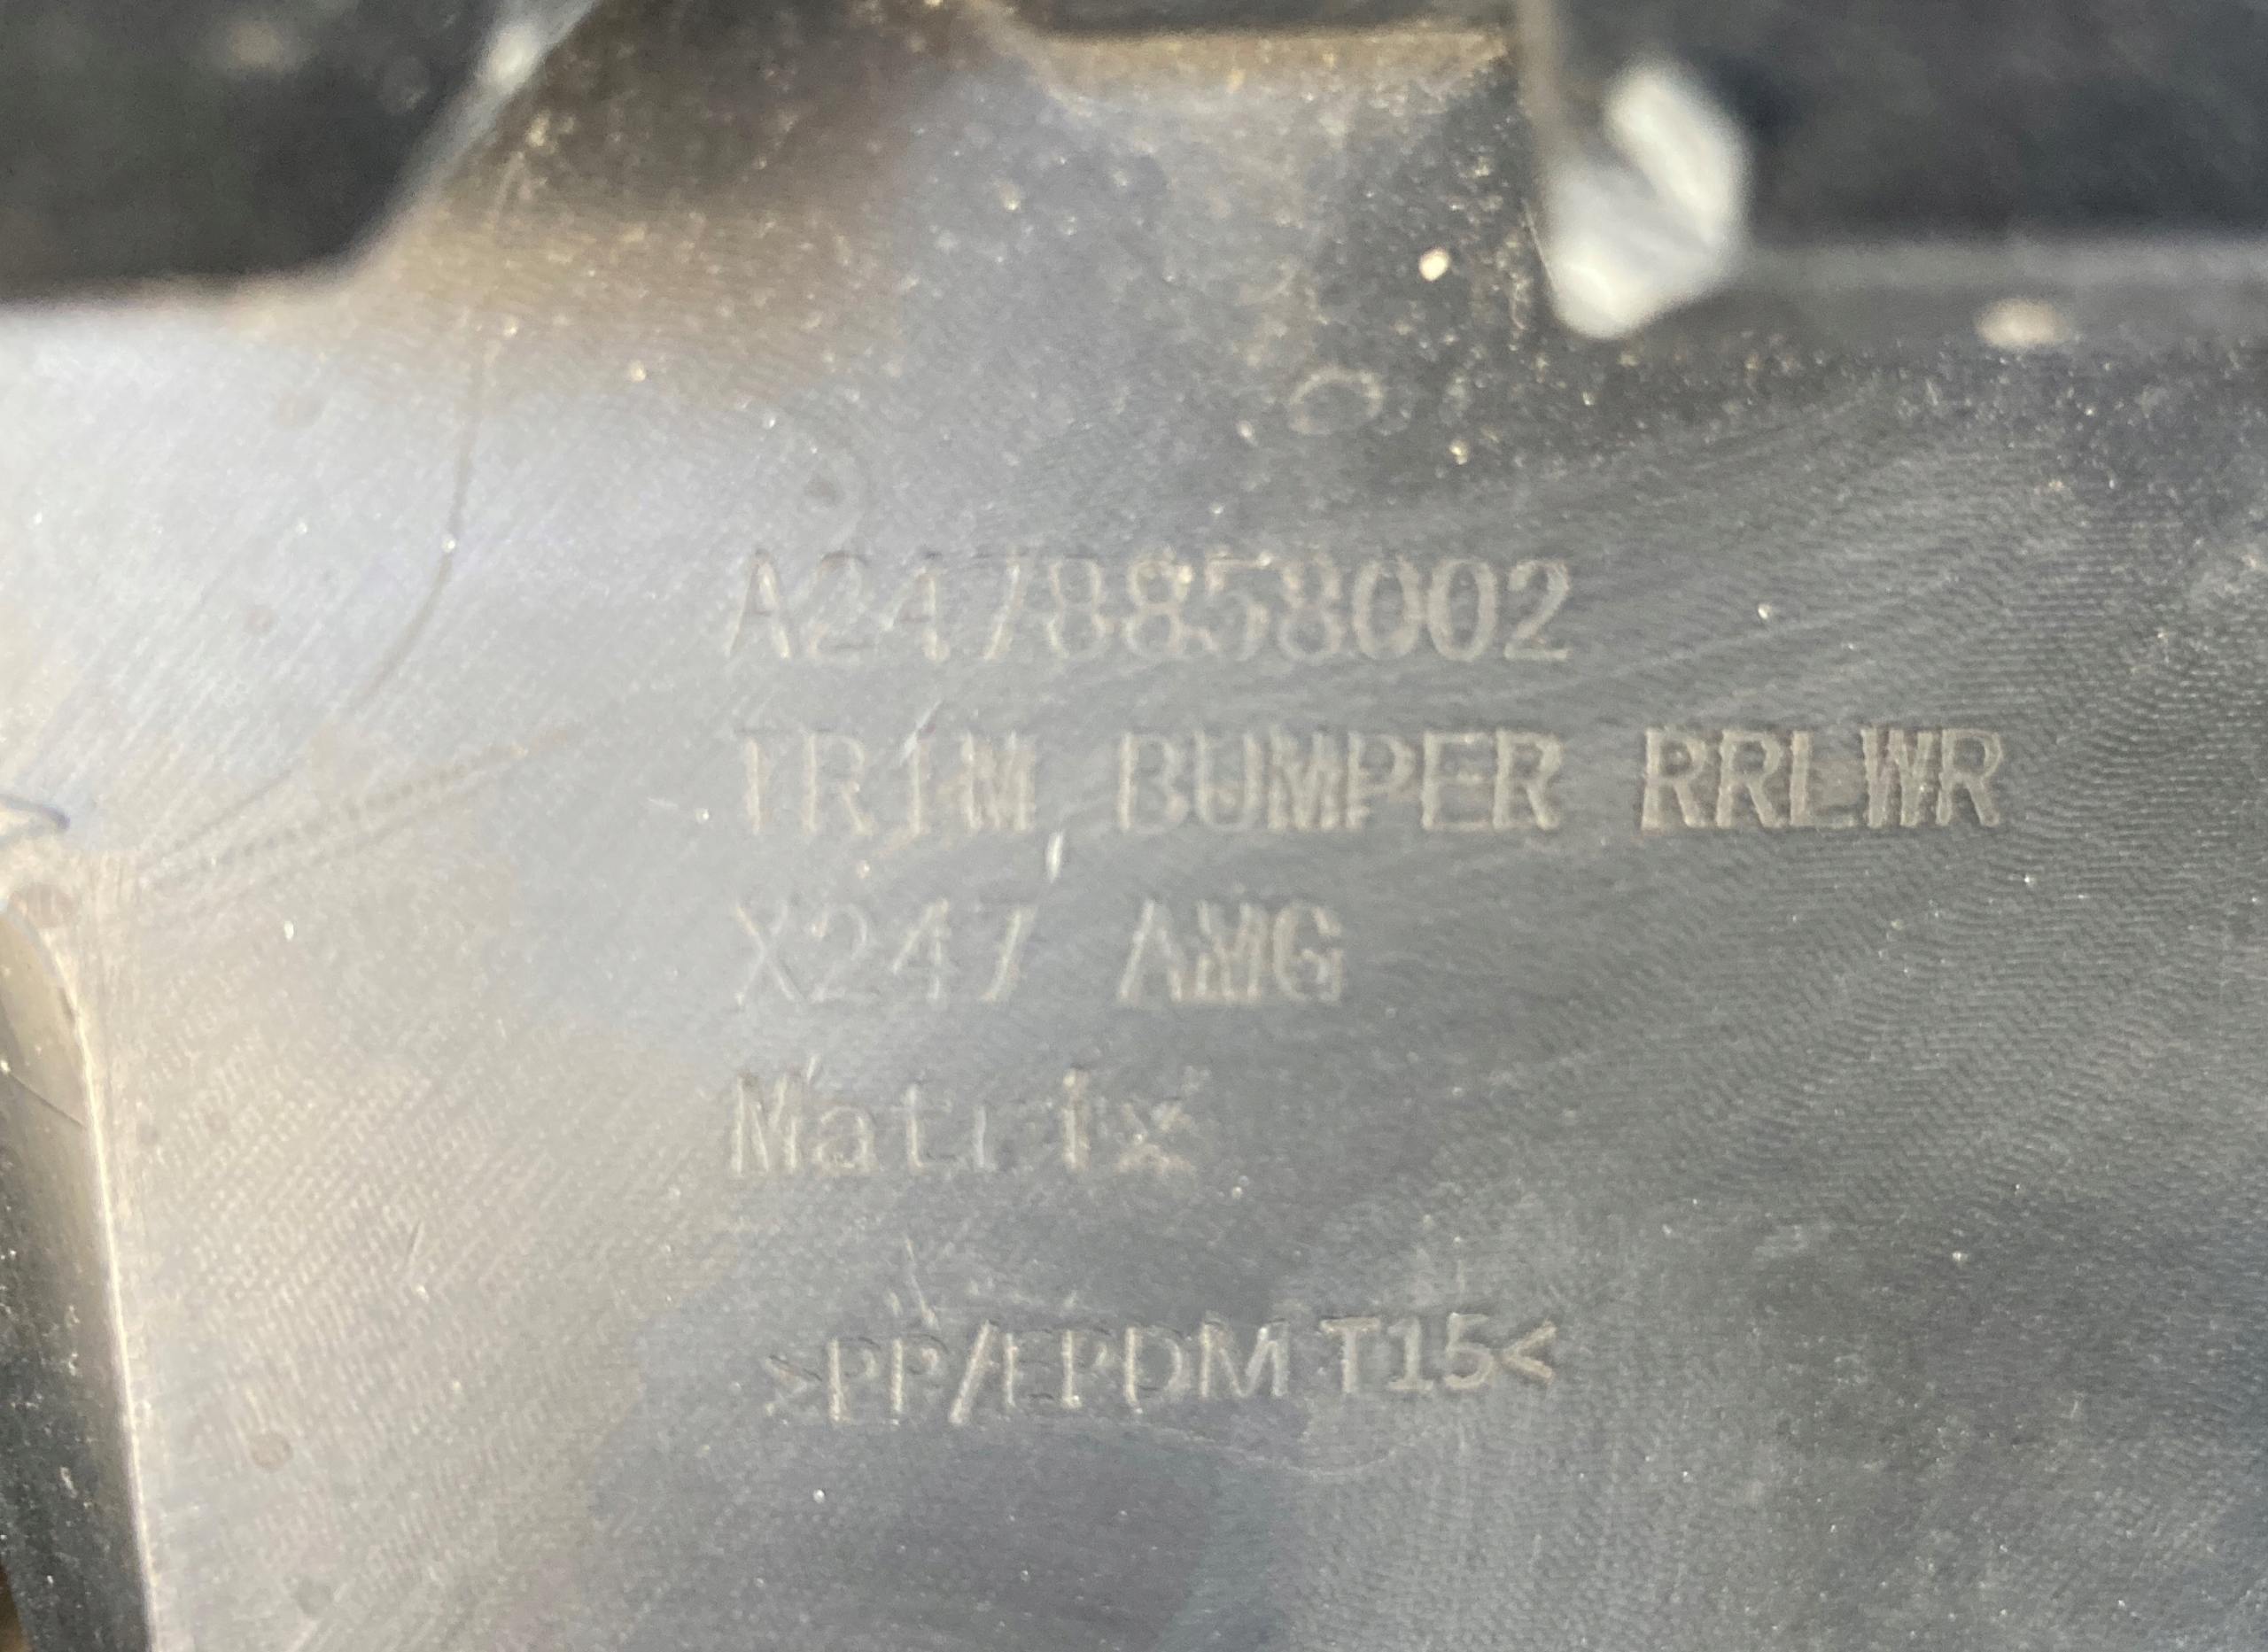 A2478858002
TRIM BUMPER RRLWR
X247 AMG
Matrix
>PP/EPDM T15<